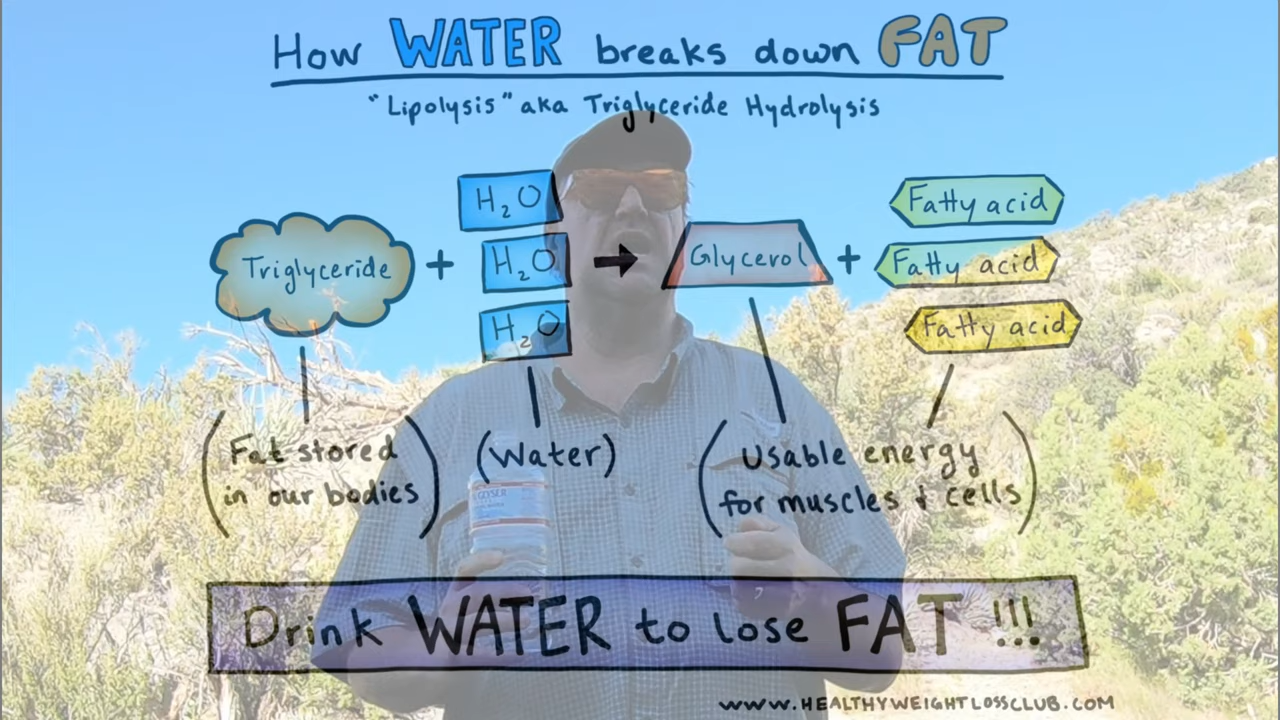 How WATER breaks down FAT
"Lipolysis" aka Triglyceride Hydrolysis
Triglyceride + H₂O H₂O H₂O → Glycerol + Fatty acid Fatty acid Fatty acid
(Fat stored
in our bodies)
(Water)
GEYSER
(Usable energy
for muscles & cells)
Drink WATER to lose FAT !!!
WWW.HEALTHYWEIGHTLOSSCLUB.COM